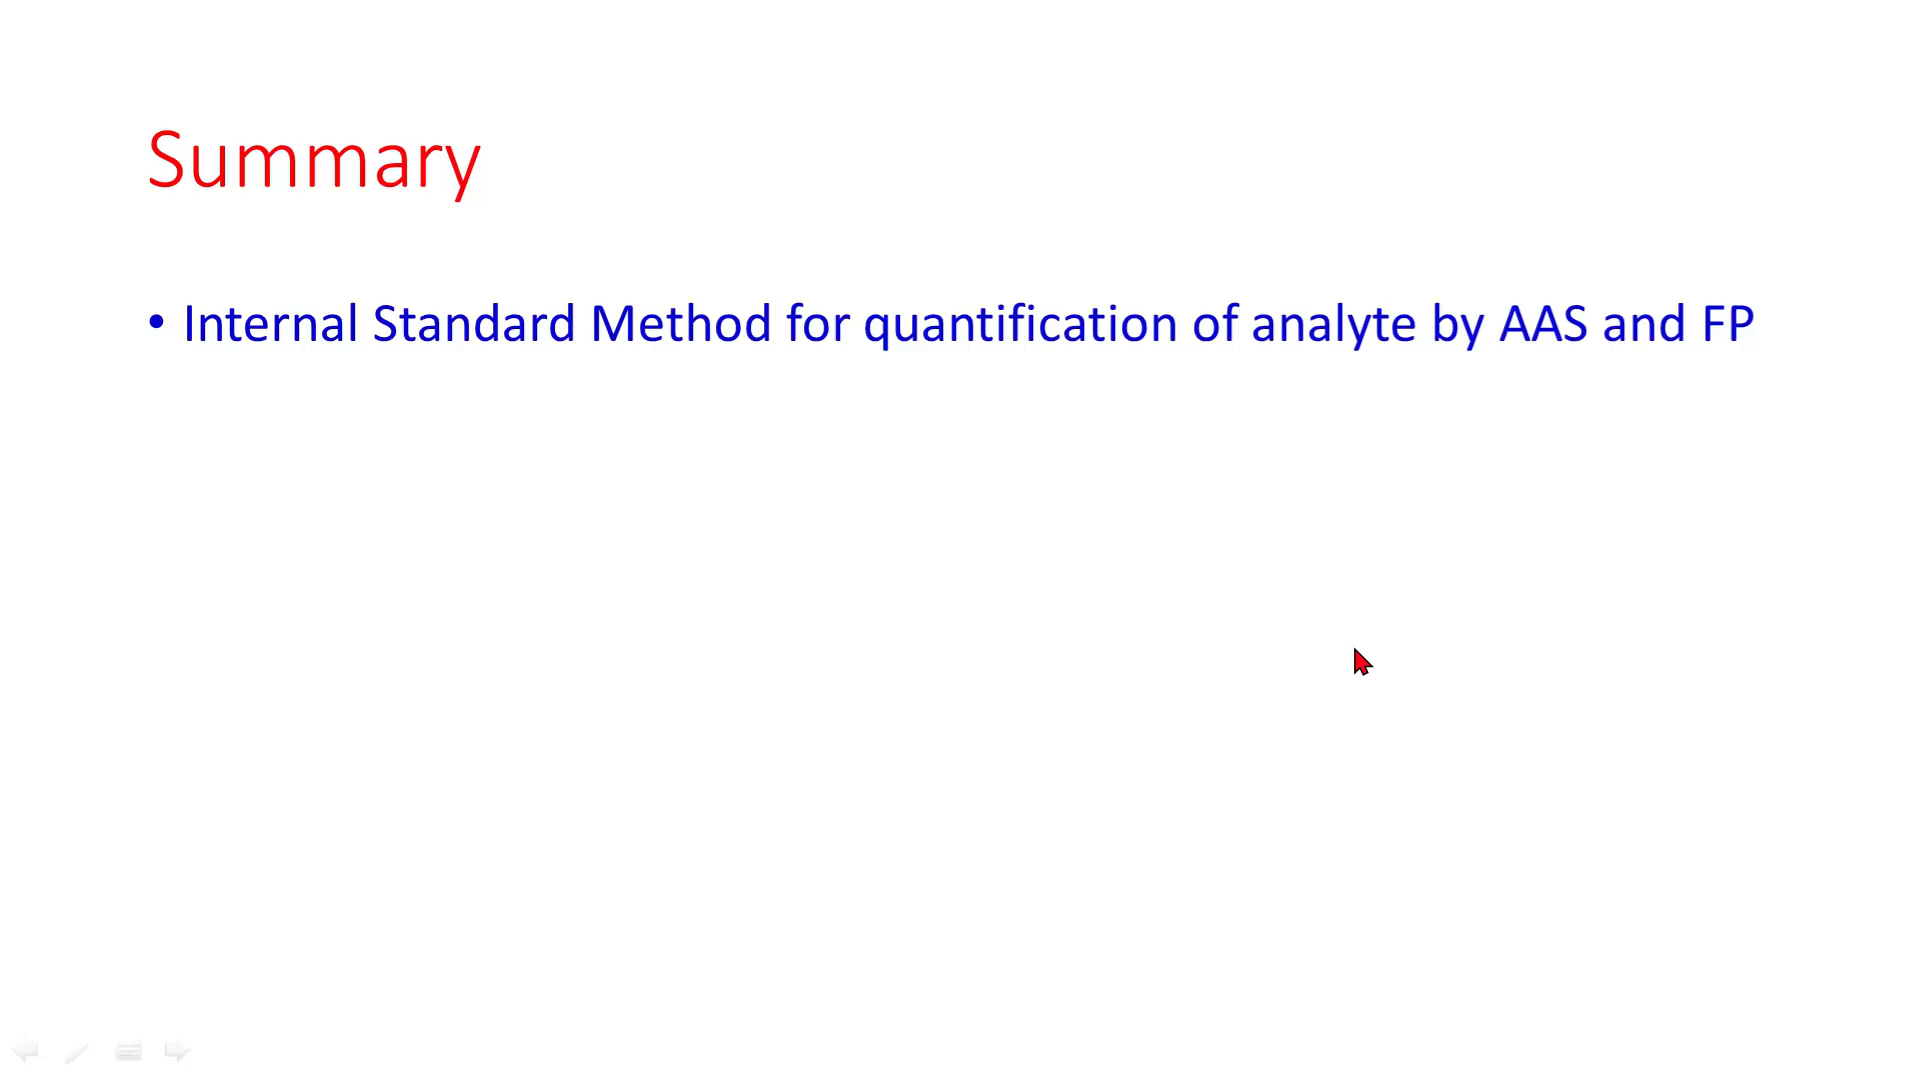 Summary
• Internal Standard Method for quantification of analyte by AAS and FP